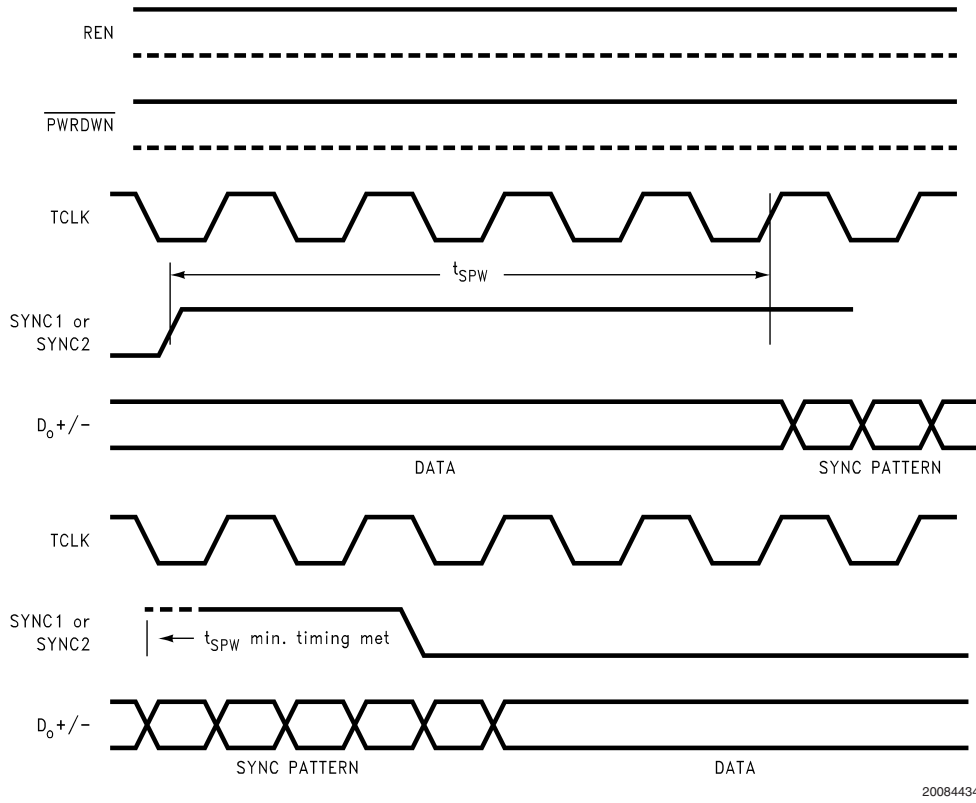 REN
PWRDWN
TCLK
tSPW
SYNC1 or
SYNC2
Do+/-
DATA
SYNC PATTERN
TCLK
SYNC1 or
SYNC2
tSPW min. timing met
Do+/-
SYNC PATTERN
DATA
20084434